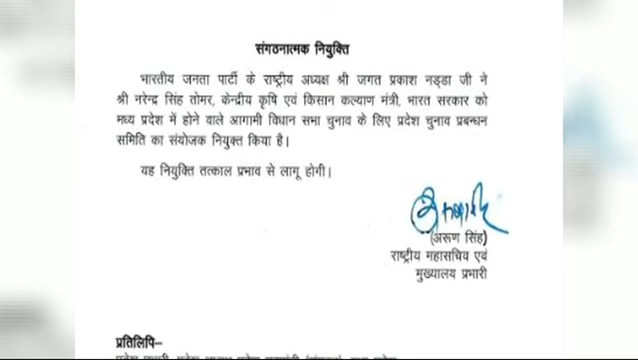 संगठनात्मक नियुक्ति
भारतीय जनता पार्टी के राष्ट्रीय अध्यक्ष श्री जगत प्रकाश नड्डा जी ने
श्री नरेन्द्र सिंह तोमर, केन्द्रीय कृषि एवं किसान कल्याण मंत्री, भारत सरकार को
मध्य प्रदेश में होने वाले आगामी विधान सभा चुनाव के लिए प्रदेश चुनाव प्रबन्धन
समिति का संयोजक नियुक्त किया है।
यह नियुक्ति तत्काल प्रभाव से लागू होगी।
(अरूण सिंह)
राष्ट्रीय महासचिव एवं
मुख्यालय प्रभारी
प्रतिलिपि–